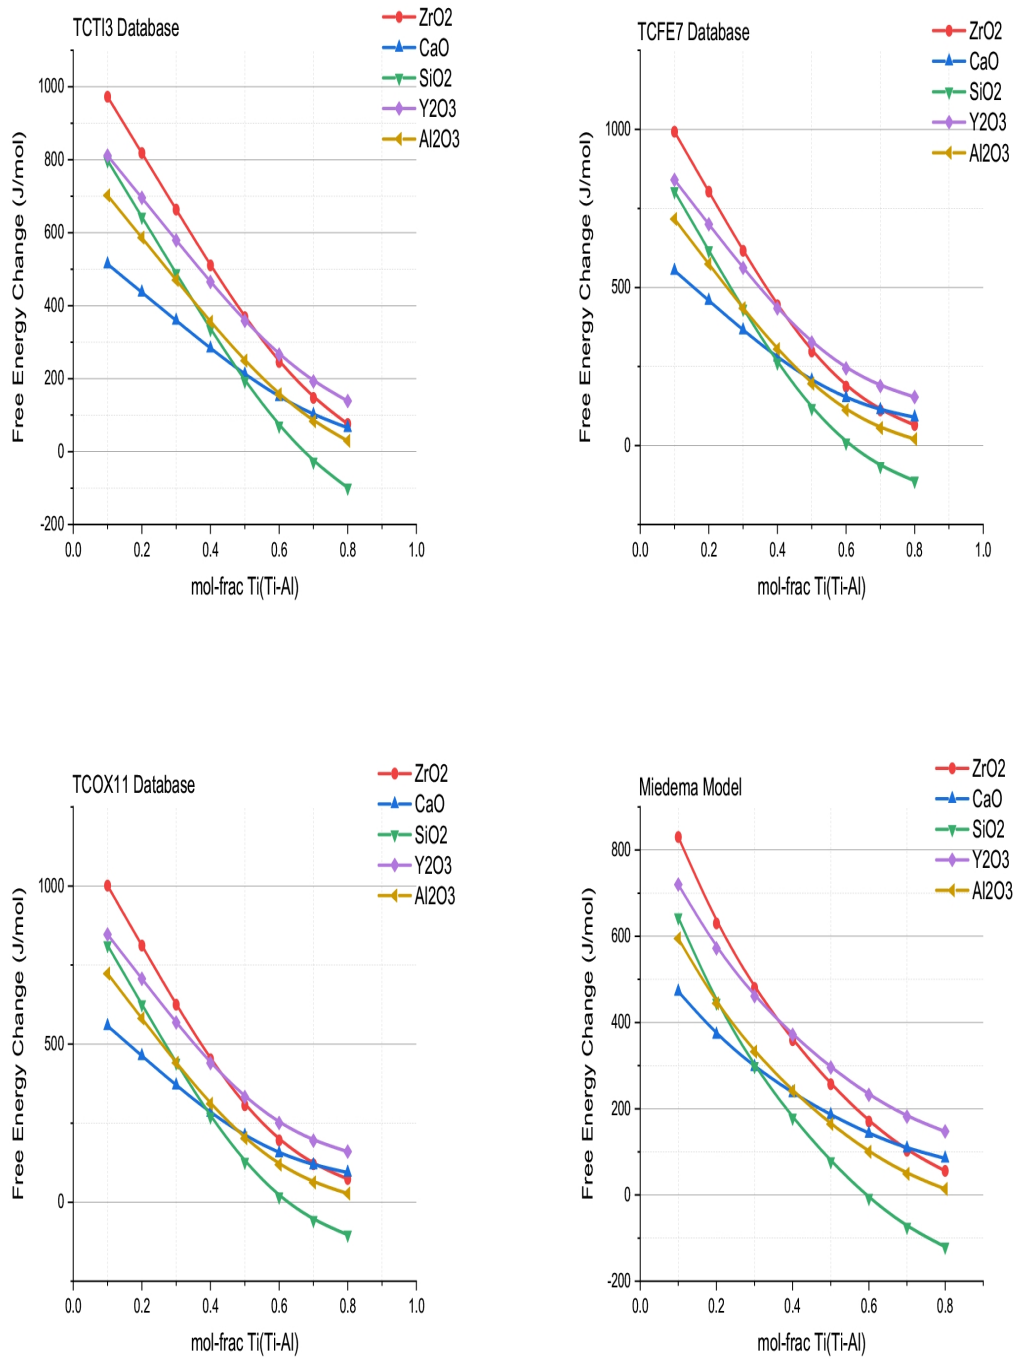 TCTI3 Database
ZrO2
CaO
SiO2
Y2O3
Al2O3
Free Energy Change (J/mol)
1000
800
600
400
200
0
-200
0.0 0.2 0.4 0.6 0.8 1.0
mol-frac Ti(Ti-Al)
TCFE7 Database
ZrO2
CaO
SiO2
Y2O3
Al2O3
Free Energy Change (J/mol)
1000
500
0
0.0 0.2 0.4 0.6 0.8 1.0
mol-frac Ti(Ti-Al)
TCOX11 Database
ZrO2
CaO
SiO2
Y2O3
Al2O3
Free Energy Change (J/mol)
1000
500
0
0.0 0.2 0.4 0.6 0.8 1.0
mol-frac Ti(Ti-Al)
Miedema Model
ZrO2
CaO
SiO2
Y2O3
Al2O3
Free Energy Change (J/mol)
800
600
400
200
0
-200
0.0 0.2 0.4 0.6 0.8
mol-frac Ti(Ti-Al)